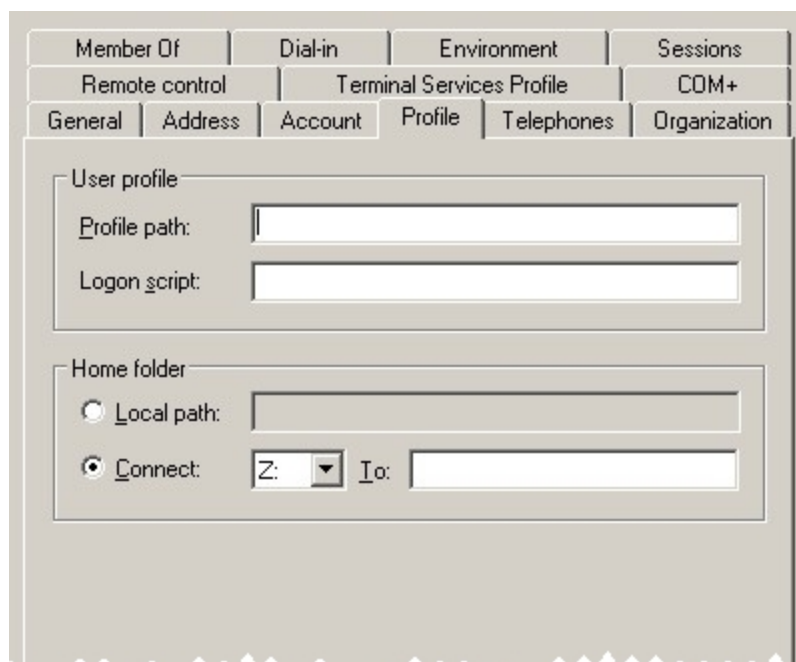 Member Of Dial-in Environment Sessions
Remote control Terminal Services Profile COM+
General Address Account Profile Telephones Organization
User profile
Profile path:
Logon script:
Home folder
Local path:
Connect: Z: To: